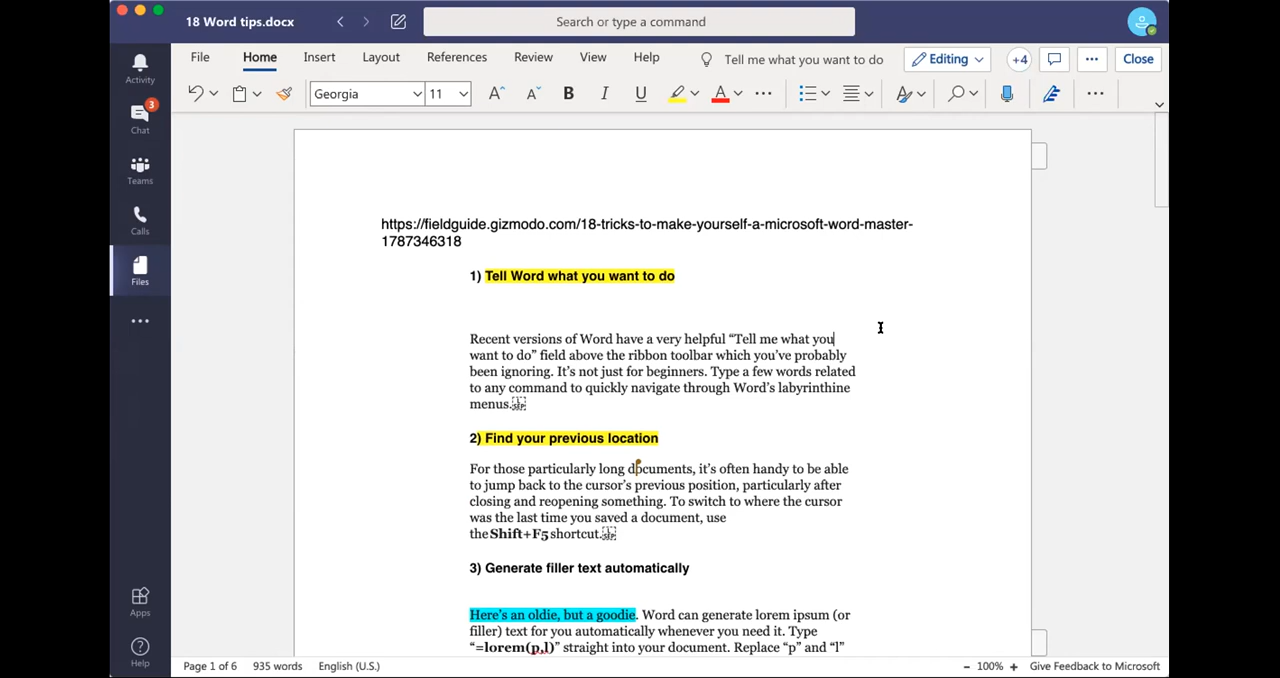 18 Word tips.docx
Search or type a command
Activity
3
Chat
Teams
Calls
Files
Apps
Help
File Home Insert Layout References Review View Help Tell me what you want to do Editing +4 Close
Georgia 11 A A B I U A
https://fieldguide.gizmodo.com/18-tricks-to-make-yourself-a-microsoft-word-master-
1787346318
1) Tell Word what you want to do
Recent versions of Word have a very helpful “Tell me what you
want to do” field above the ribbon toolbar which you’ve probably
been ignoring. It’s not just for beginners. Type a few words related
to any command to quickly navigate through Word’s labyrinthine
menus.
2) Find your previous location
For those particularly long documents, it’s often handy to be able
to jump back to the cursor’s previous position, particularly after
closing and reopening something. To switch to where the cursor
was the last time you saved a document, use
theShift+F5shortcut.
3) Generate filler text automatically
Here’s an oldie, but a goodie. Word can generate lorem ipsum (or
filler) text for you automatically whenever you need it. Type
“=lorem(p,l)” straight into your document. Replace “p” and “l”
Page 1 of 6 935 words English (U.S.) - 100% + Give Feedback to Microsoft